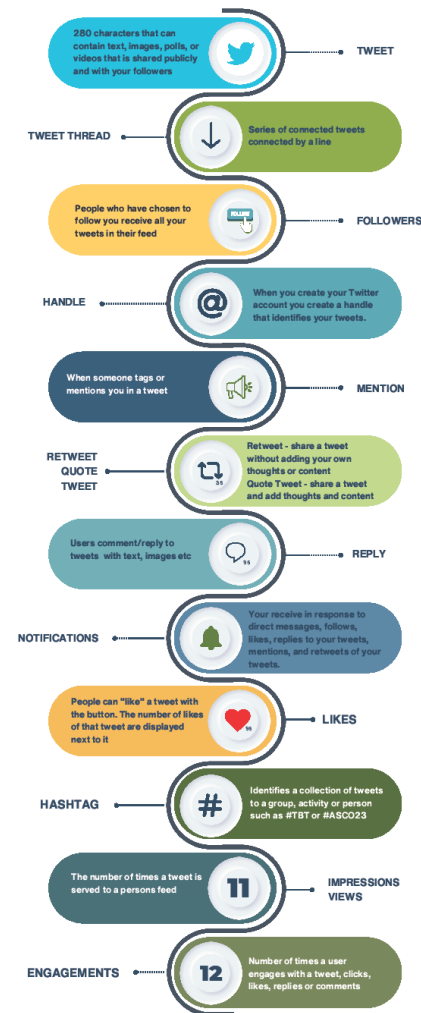 280 characters that can
contain text, images, polls, or
videos that is shared publicly
and with your followers
TWEET
TWEET THREAD
Series of connected tweets
connected by a line
People who have chosen to
follow you receive all your
tweets in their feed
FOLLOW
FOLLOWERS
HANDLE
@
When you create your Twitter
account you create a handle
that identifies your tweets.
When someone tags or
mentions you in a tweet
MENTION
RETWEET
QUOTE
TWEET
Retweet - share a tweet
without adding your own
thoughts or content
Quote Tweet - share a tweet
and add thoughts and content
Users comment/reply to
tweets with text, images etc
REPLY
NOTIFICATIONS
Your receive in response to
direct messages, follows,
likes, replies to your tweets,
mentions, and retweets of your
tweets.
People can "like" a tweet with
the button. The number of likes
of that tweet are displayed
next to it
LIKES
HASHTAG
#
Identifies a collection of tweets
to a group, activity or person
such as #TBT or #ASCO23
The number of times a tweet is
served to a persons feed
11
IMPRESSIONS
VIEWS
ENGAGEMENTS
12
Number of times a user
engages with a tweet, clicks,
likes, replies or comments